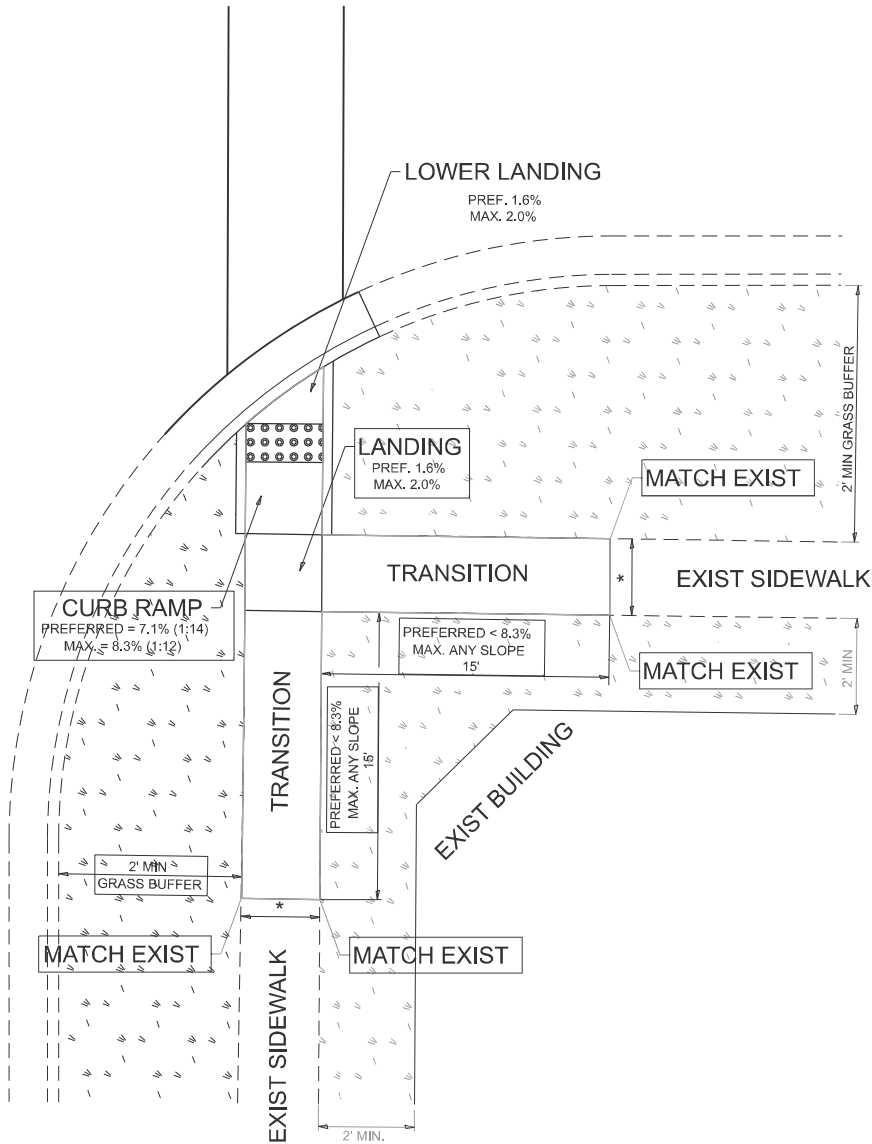 LOWER LANDING
PREF. 1.6%
MAX. 2.0%
2' MIN GRASS BUFFER
LANDING
PREF. 1.6%
MAX. 2.0%
MATCH EXIST
TRANSITION
*
EXIST SIDEWALK
CURB RAMP
PREFERRED = 7.1% (1:14)
MAX. = 8.3% (1:12)
PREFERRED < 8.3%
MAX. ANY SLOPE
15'
MATCH EXIST
2' MIN
TRANSITION
PREFERRED < 8.3%
MAX. ANY SLOPE
15'
EXIST BUILDING
2' MIN
GRASS BUFFER
*
MATCH EXIST
MATCH EXIST
EXIST SIDEWALK
2' MIN.